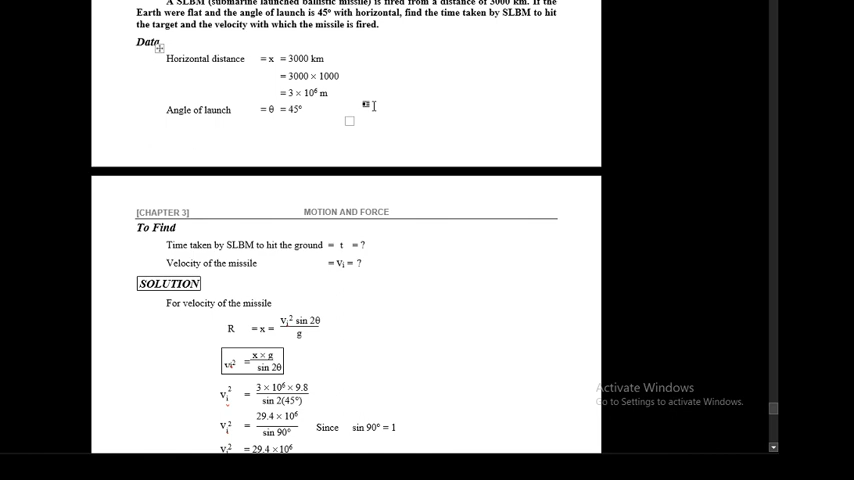 A SLBM (submarine launched ballistic missile) is fired from a distance of 3000 km. If the
Earth were flat and the angle of launch is 45° with horizontal, find the time taken by SLBM to hit
the target and the velocity with which the missile is fired.
Data
Horizontal distance = x = 3000 km
= 3000 × 1000
= 3 × 10⁶ m
Angle of launch = θ = 45°
[CHAPTER 3] MOTION AND FORCE
To Find
Time taken by SLBM to hit the ground = t = ?
Velocity of the missile = vᵢ = ?
SOLUTION
For velocity of the missile
R = x = vᵢ² sin 2θ / g
vᵢ² = x × g / sin 2θ
vᵢ² = 3 × 10⁶ × 9.8 / sin 2(45°)
vᵢ² = 29.4 × 10⁶ / sin 90° Since sin 90° = 1
vᵢ² = 29.4 ×10⁶
Activate Windows
Go to Settings to activate Windows.